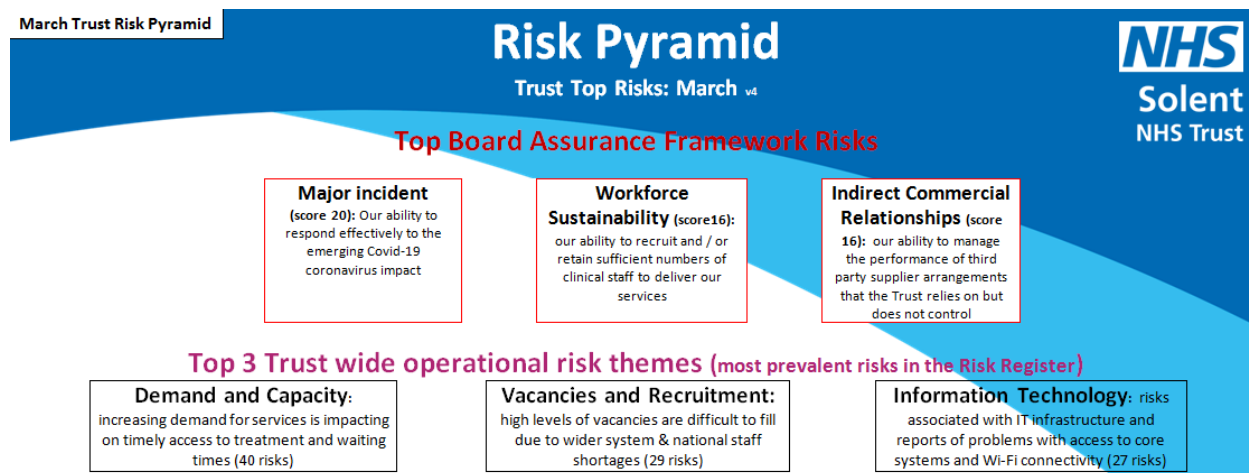 March Trust Risk Pyramid
Risk Pyramid
Trust Top Risks: March v4
NHS
Solent
NHS Trust
Top Board Assurance Framework Risks
Major incident
(score 20): Our ability to
respond effectively to the
emerging Covid-19
coronavirus impact
Workforce
Sustainability (score16):
our ability to recruit and / or
retain sufficient numbers of
clinical staff to deliver our
services
Indirect Commercial
Relationships (score
16): our ability to manage
the performance of third
party supplier arrangements
that the Trust relies on but
does not control
Top 3 Trust wide operational risk themes (most prevalent risks in the Risk Register)
Demand and Capacity:
increasing demand for services is impacting
on timely access to treatment and waiting
times (40 risks)
Vacancies and Recruitment:
high levels of vacancies are difficult to fill
due to wider system & national staff
shortages (29 risks)
Information Technology: risks
associated with IT infrastructure and
reports of problems with access to core
systems and Wi-Fi connectivity (27 risks)